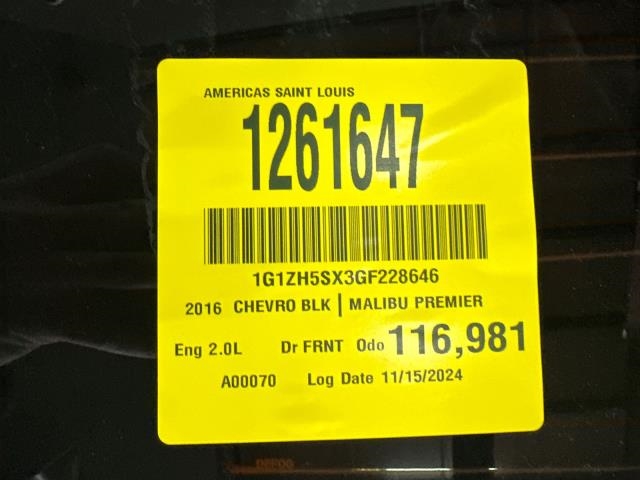 AMERICAS SAINT LOUIS
1261647
1G1ZH5SX3GF228646
2016 CHEVRO BLK | MALIBU PREMIER
Eng 2.0L Dr FRNT Odo 116,981
A00070 Log Date 11/15/2024